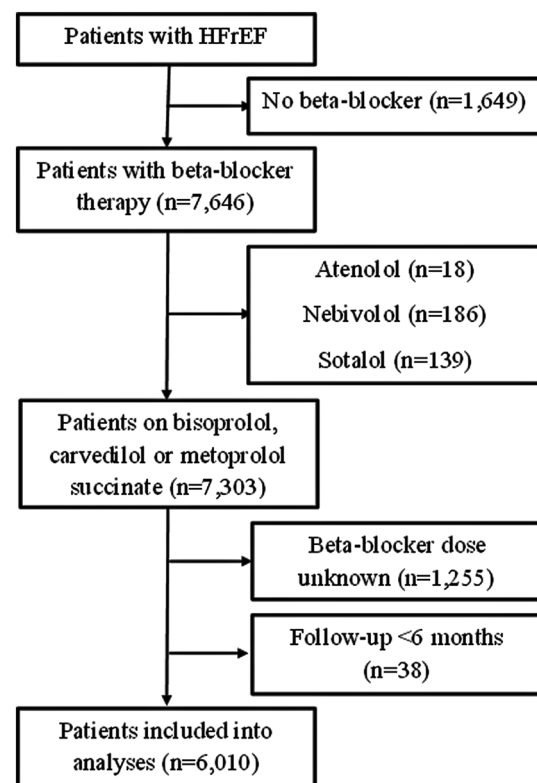 Patients with HFrEF
No beta-blocker (n=1,649)
Patients with beta-blocker
therapy (n=7,646)
Atenolol (n=18)
Nebivolol (n=186)
Sotalol (n=139)
Patients on bisoprolol,
carvedilol or metoprolol
succinate (n=7,303)
Beta-blocker dose
unknown (n=1,255)
Follow-up <6 months
(n=38)
Patients included into
analyses (n=6,010)